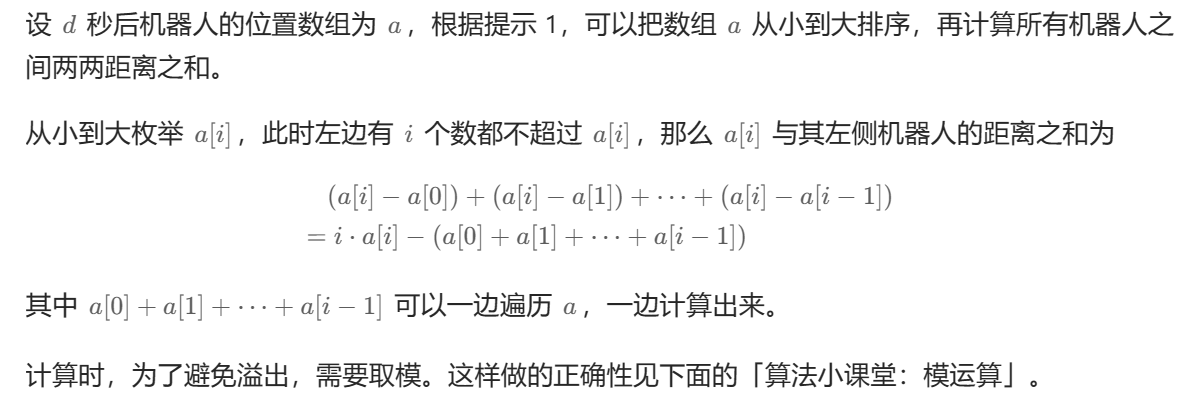 设 d 秒后机器人的位置数组为 a，根据提示 1，可以把数组 a 从小到大排序，再计算所有机器人之
间两两距离之和。
从小到大枚举 a[i]，此时左边有 i 个数都不超过 a[i]，那么 a[i] 与其左侧机器人的距离之和为
(a[i] − a[0]) + (a[i] − a[1]) + ⋯ + (a[i] − a[i − 1])
= i · a[i] − (a[0] + a[1] + ⋯ + a[i − 1])
其中 a[0] + a[1] + ⋯ + a[i − 1] 可以一边遍历 a，一边计算出来。
计算时，为了避免溢出，需要取模。这样做的正确性见下面的「算法小课堂：模运算」。